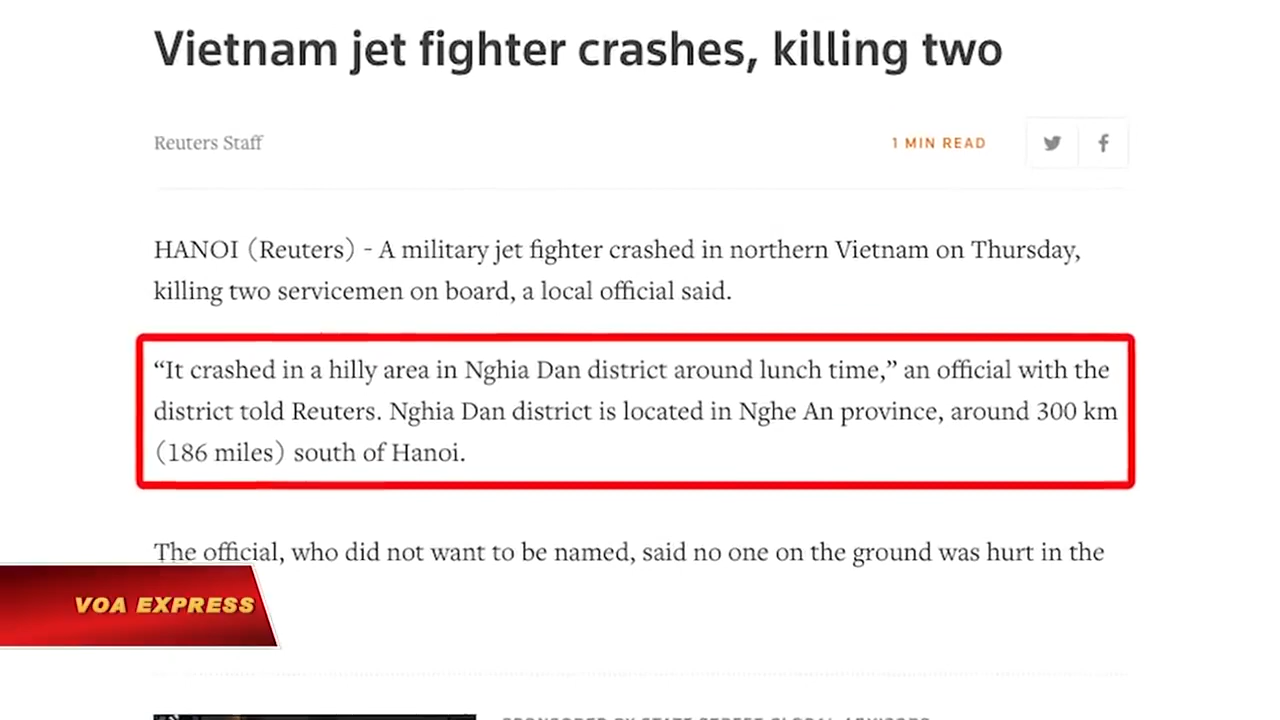 Vietnam jet fighter crashes, killing two
Reuters Staff
1 MIN READ
HANOI (Reuters) - A military jet fighter crashed in northern Vietnam on Thursday,
killing two servicemen on board, a local official said.
“It crashed in a hilly area in Nghia Dan district around lunch time,” an official with the
district told Reuters. Nghia Dan district is located in Nghe An province, around 300 km
(186 miles) south of Hanoi.
The official, who did not want to be named, said no one on the ground was hurt in the
VOA EXPRESS